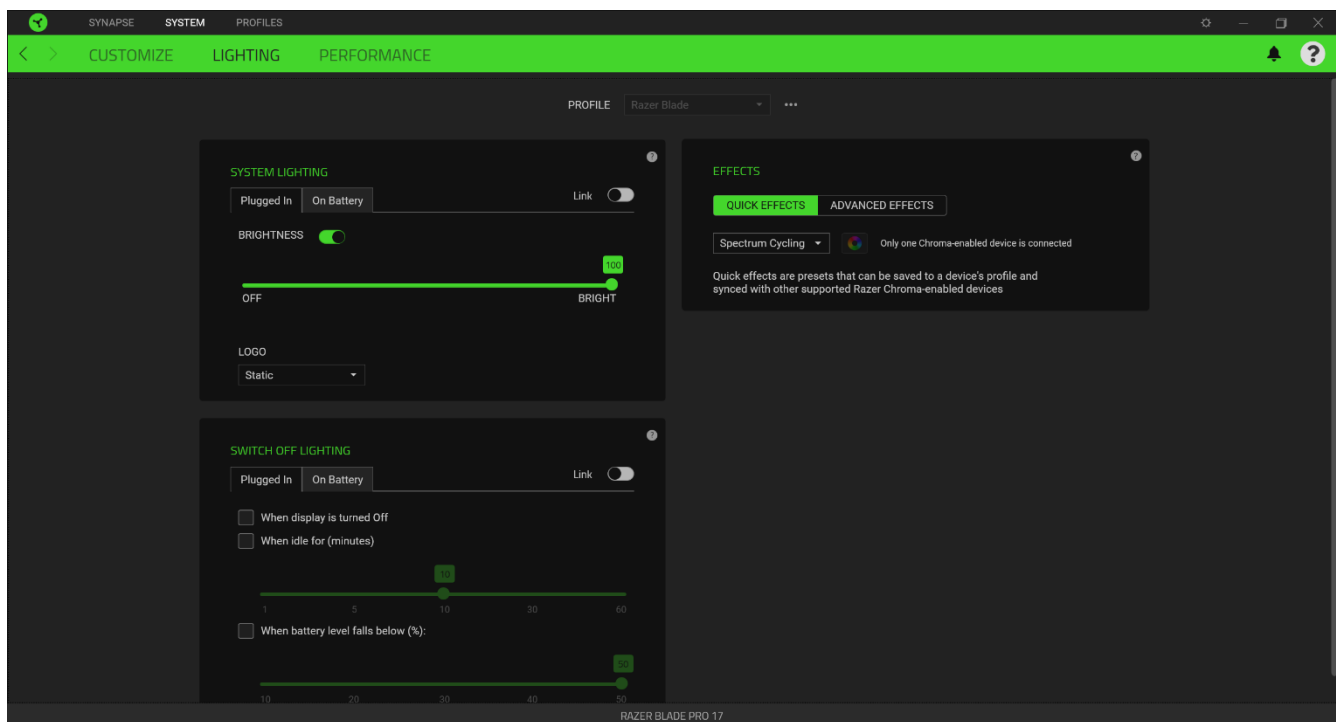 SYNAPSE SYSTEM PROFILES
CUSTOMIZE LIGHTING PERFORMANCE
PROFILE Razer Blade
SYSTEM LIGHTING
Plugged In On Battery Link
BRIGHTNESS
100
OFF BRIGHT
LOGO
Static
EFFECTS
QUICK EFFECTS ADVANCED EFFECTS
Spectrum Cycling Only one Chroma-enabled device is connected
Quick effects are presets that can be saved to a device's profile and
synced with other supported Razer Chroma-enabled devices
SWITCH OFF LIGHTING
Plugged In On Battery Link
When display is turned Off
When idle for (minutes)
10
1 5 10 30 60
When battery level falls below (%):
50
10 20 30 40 50
RAZER BLADE PRO 17